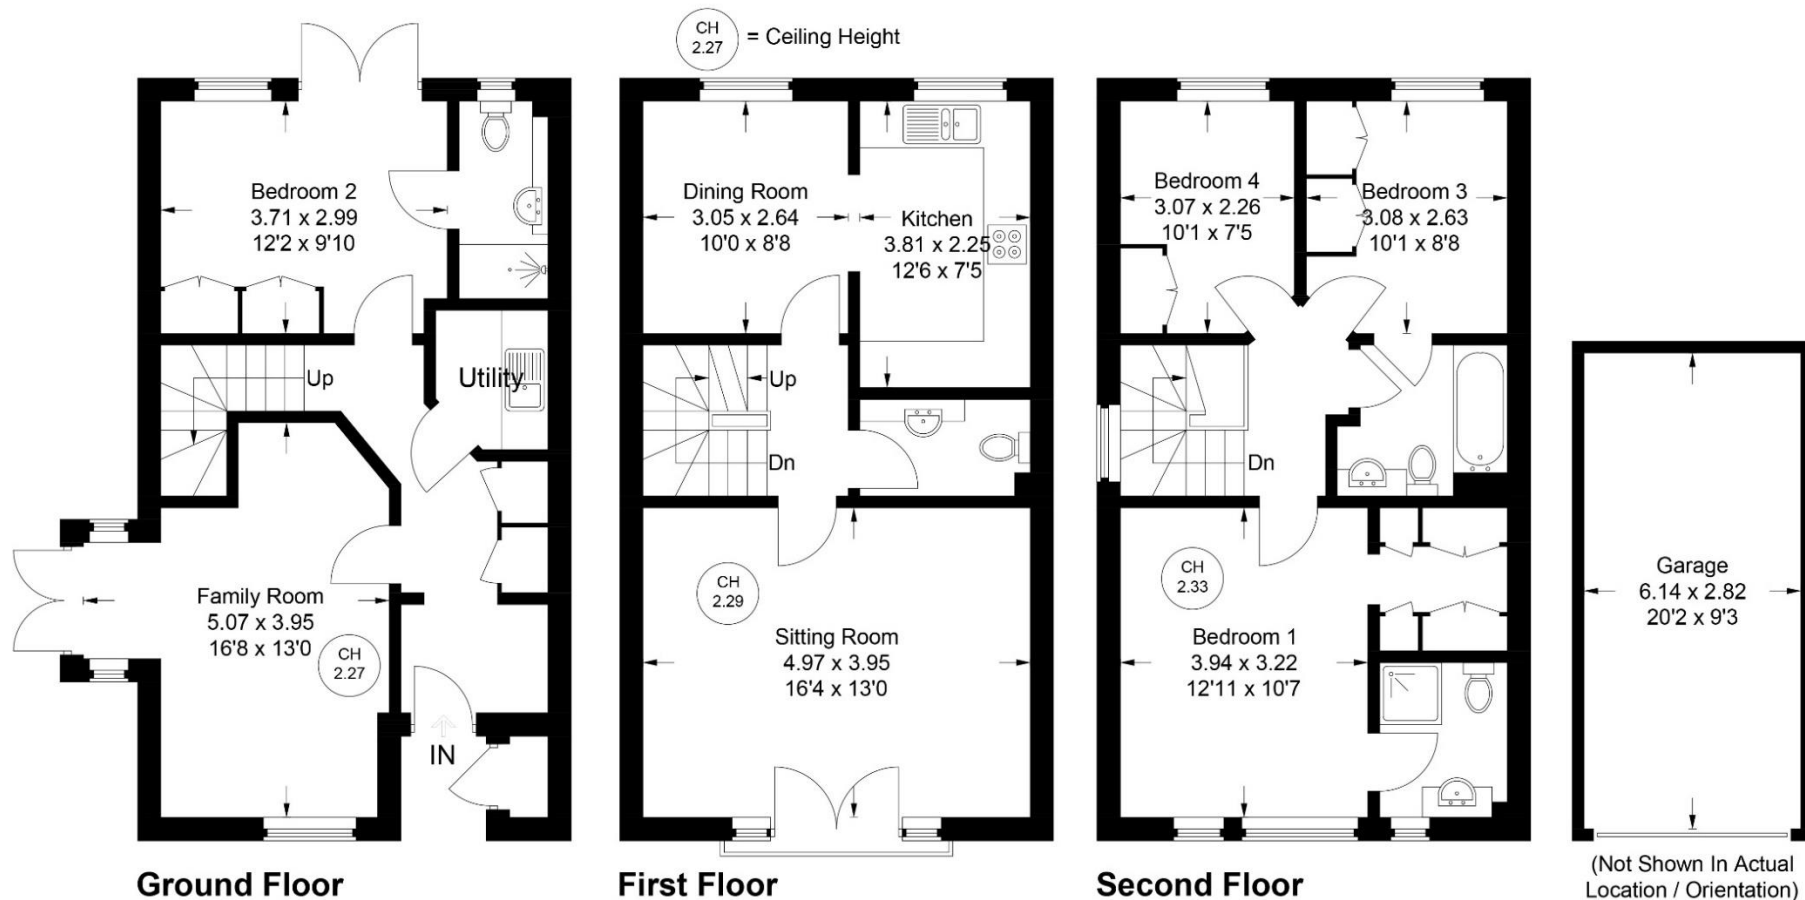 CH
2.27
= Ceiling Height
Bedroom 2
3.71 x 2.99
12'2 x 9'10
Up
Utility
Family Room
5.07 x 3.95
16'8 x 13'0
CH
2.27
IN
Ground Floor
Dining Room
3.05 x 2.64
10'0 x 8'8
Kitchen
3.81 x 2.25
12'6 x 7'5
Up
Dn
CH
2.29
Sitting Room
4.97 x 3.95
16'4 x 13'0
First Floor
Bedroom 4
3.07 x 2.26
10'1 x 7'5
Bedroom 3
3.08 x 2.63
10'1 x 8'8
Dn
CH
2.33
Bedroom 1
3.94 x 3.22
12'11 x 10'7
Second Floor
Garage
6.14 x 2.82
20'2 x 9'3
(Not Shown In Actual
Location / Orientation)